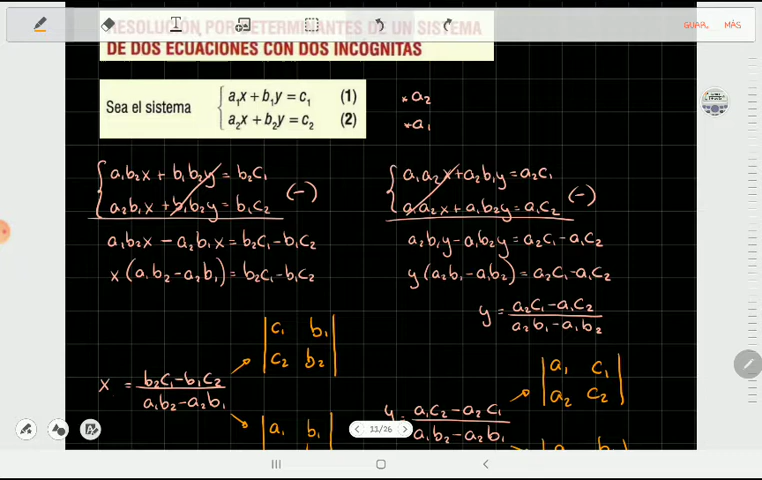 GUAR. MÁS
RESOLUCIÓN POR DETERMINANTES DE UN SISTEMA
DE DOS ECUACIONES CON DOS INCÓGNITAS
Sea el sistema { a₁x + b₁y = c₁ (1)
a₂x + b₂y = c₂ (2)
* a₂
* a₁
{ a₁b₂x + b₁b₂y = b₂c₁
a₂b₁x + b₁b₂y = b₁c₂ (−)
a₁b₂x − a₂b₁x = b₂c₁ − b₁c₂
x(a₁b₂ − a₂b₁) = b₂c₁ − b₁c₂
| c₁ b₁ |
| c₂ b₂ |
x = (b₂c₁ − b₁c₂) / (a₁b₂ − a₂b₁)
| a₁ b₁ |
{ a₁a₂x + a₂b₁y = a₂c₁
a₁a₂x + a₁b₂y = a₁c₂ (−)
a₂b₁y − a₁b₂y = a₂c₁ − a₁c₂
y(a₂b₁ − a₁b₂) = a₂c₁ − a₁c₂
y = (a₂c₁ − a₁c₂) / (a₂b₁ − a₁b₂)
| a₁ c₁ |
| a₂ c₂ |
y = (a₁c₂ − a₂c₁) / (a₁b₂ − a₂b₁)
13/26